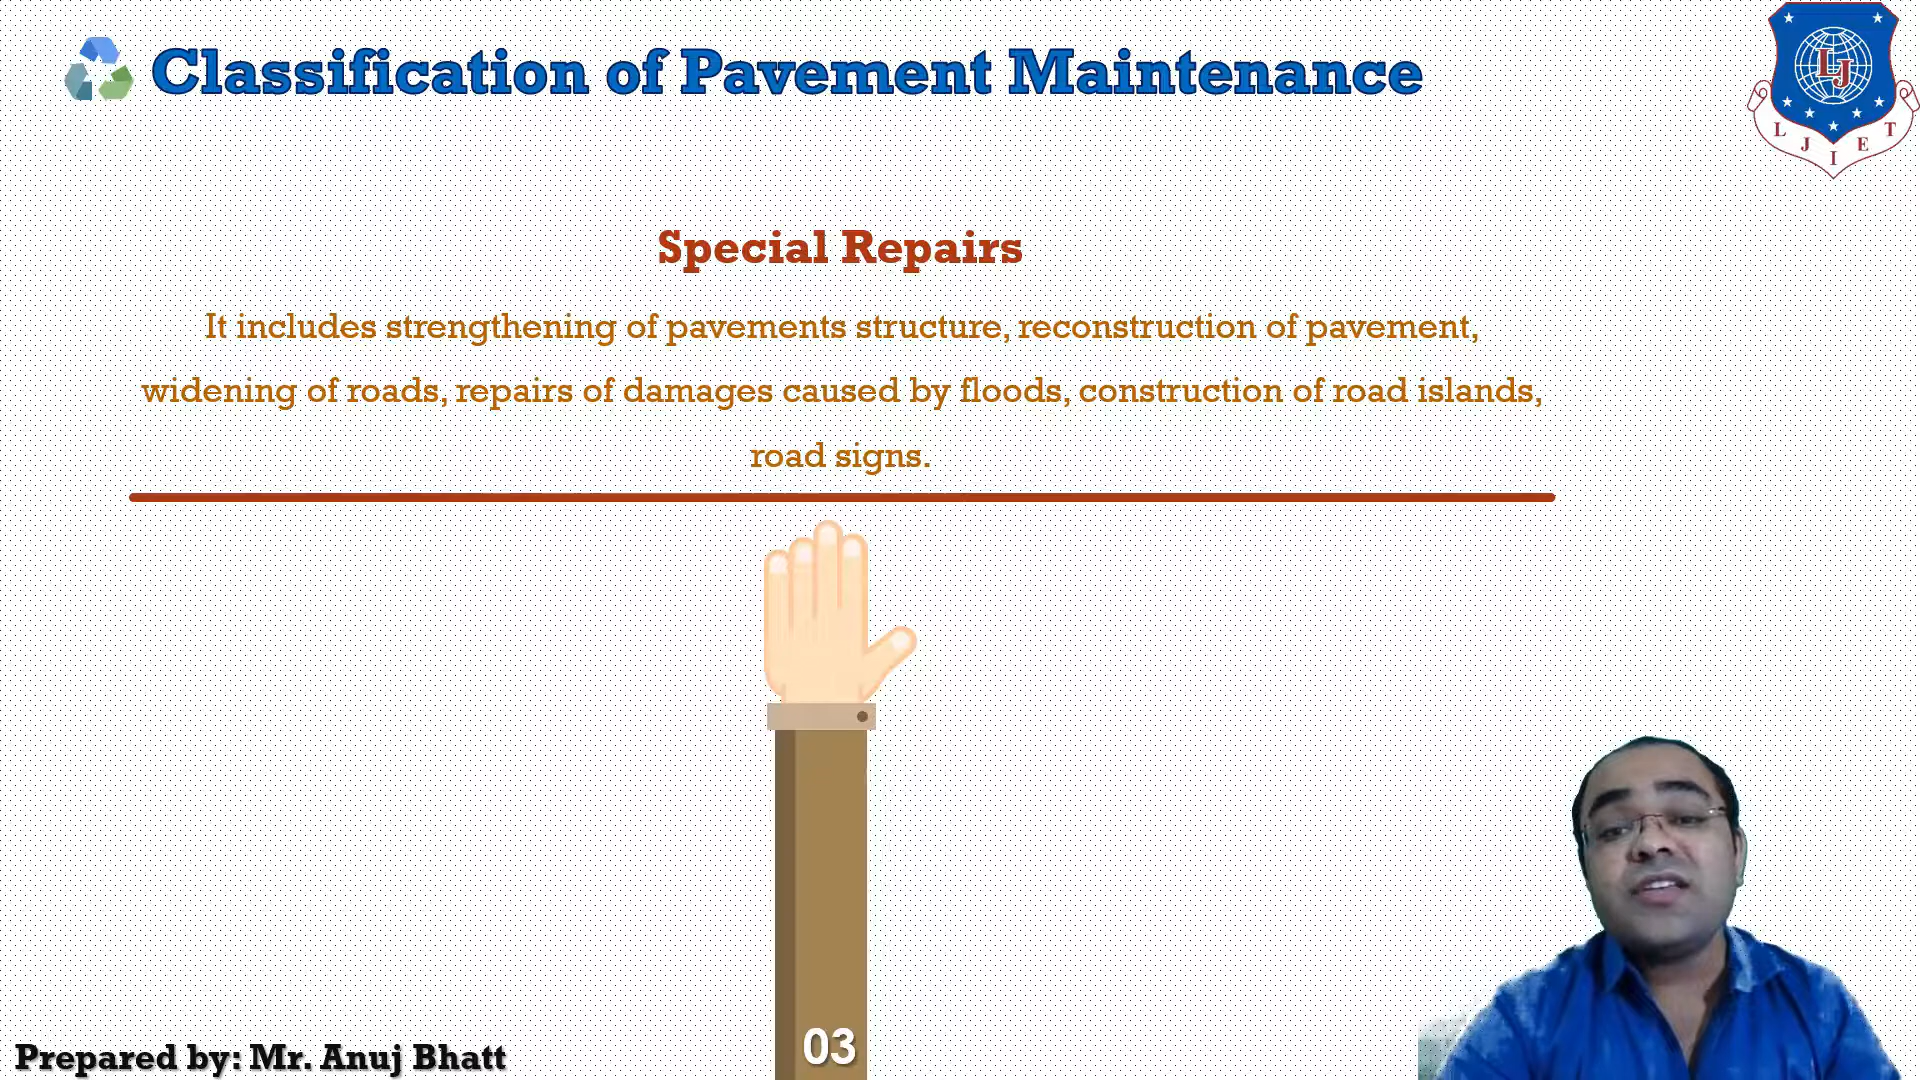 Classification of Pavement Maintenance
LJ
L J I E T
Special Repairs
It includes strengthening of pavements structure, reconstruction of pavement,
widening of roads, repairs of damages caused by floods, construction of road islands,
road signs.
03
Prepared by: Mr. Anuj Bhatt